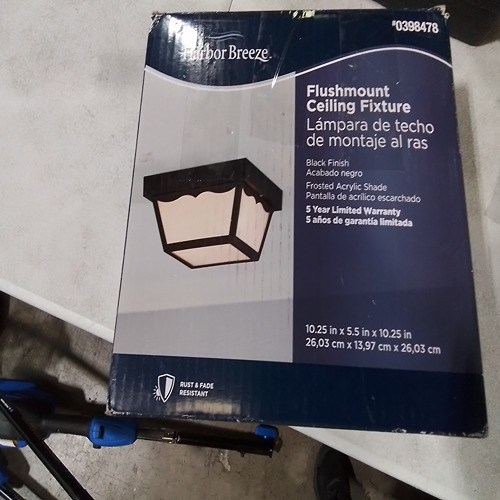 #0398478
Harbor Breeze
Flushmount
Ceiling Fixture
Lámpara de techo
de montaje al ras
Black Finish
Acabado negro
Frosted Acrylic Shade
Pantalla de acrílico escarchado
5 Year Limited Warranty
5 años de garantía limitada
10.25 in x 5.5 in x 10.25 in
26,03 cm x 13,97 cm x 26,03 cm
RUST & FADE
RESISTANT